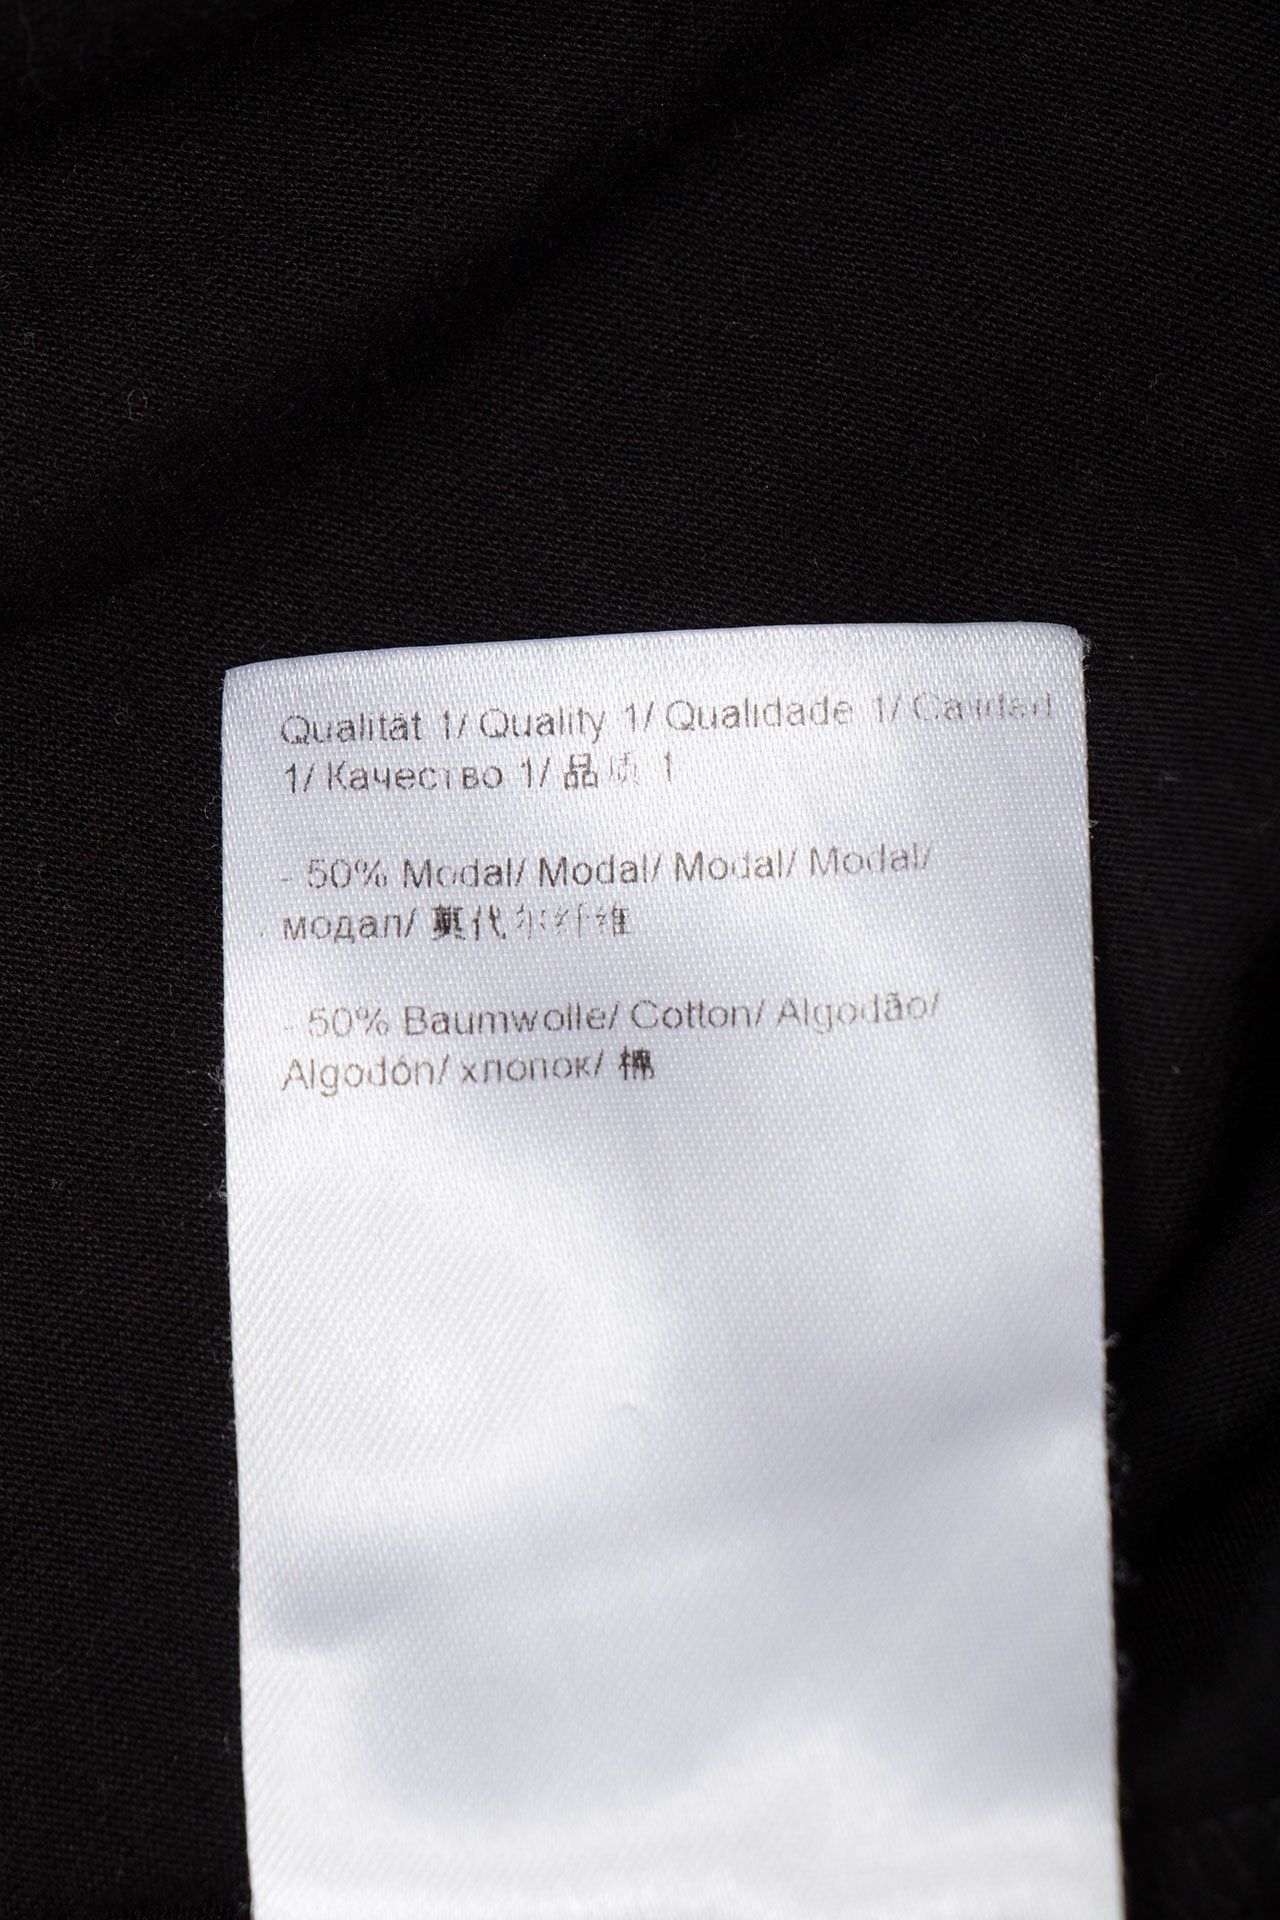 Qualität 1/ Quality 1/ Qualidade 1/ Calidad
1/ Качество 1/ 品质 1
- 50% Modal/ Modal/ Modal/ Modal/
модал/ 莫代尔纤维
- 50% Baumwolle/ Cotton/ Algodão/
Algodón/ хлопок/ 棉